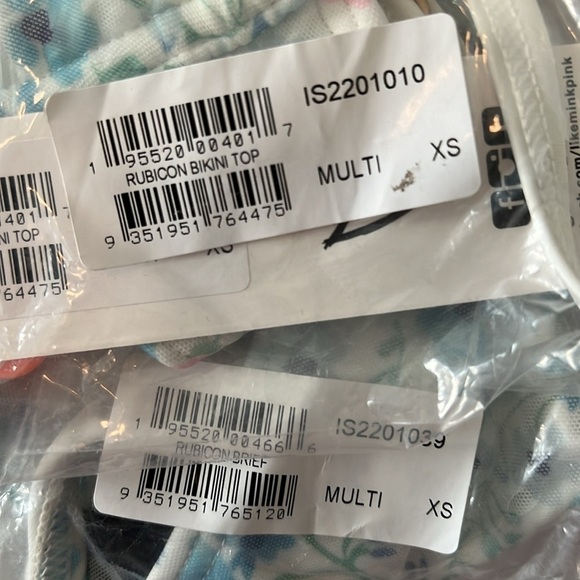 IS2201010
1 95520 00401 7
RUBICON BIKINI TOP
MULTI
XS
9 351951 764475
/likeminkpink
401
NI TOP
64475
XS
IS2201039
1 95520 00466 6
RUBICON BRIEF
MULTI
XS
9 351951 765120